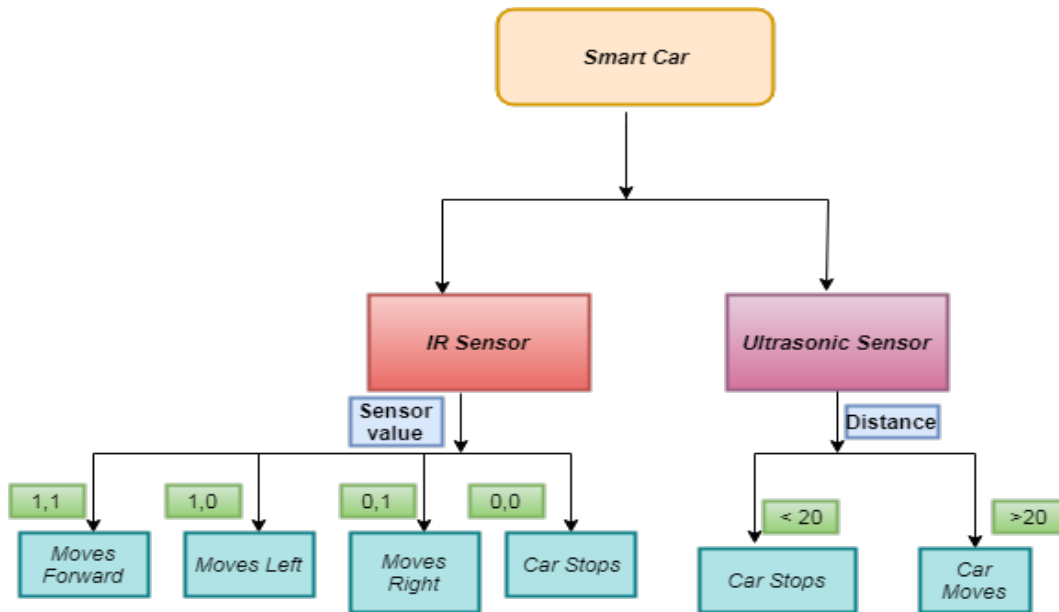 Smart Car
IR Sensor
Ultrasonic Sensor
Sensor
value
Distance
1,1
1,0
0,1
0,0
< 20
>20
Moves
Forward
Moves Left
Moves
Right
Car Stops
Car Stops
Car
Moves